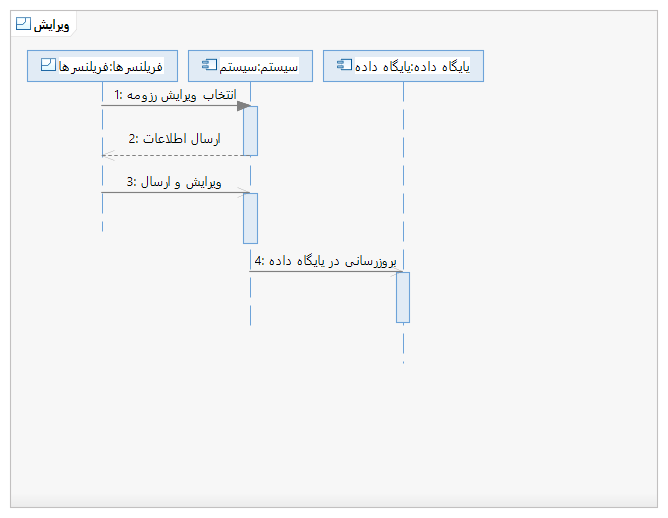 ویرایش
فریلنسرها:فریلنسرها
سیستم:سیستم
پایگاه داده:پایگاه داده
1: انتخاب ویرایش رزومه
2: ارسال اطلاعات
3: ویرایش و ارسال
4: بروزرسانی در پایگاه داده